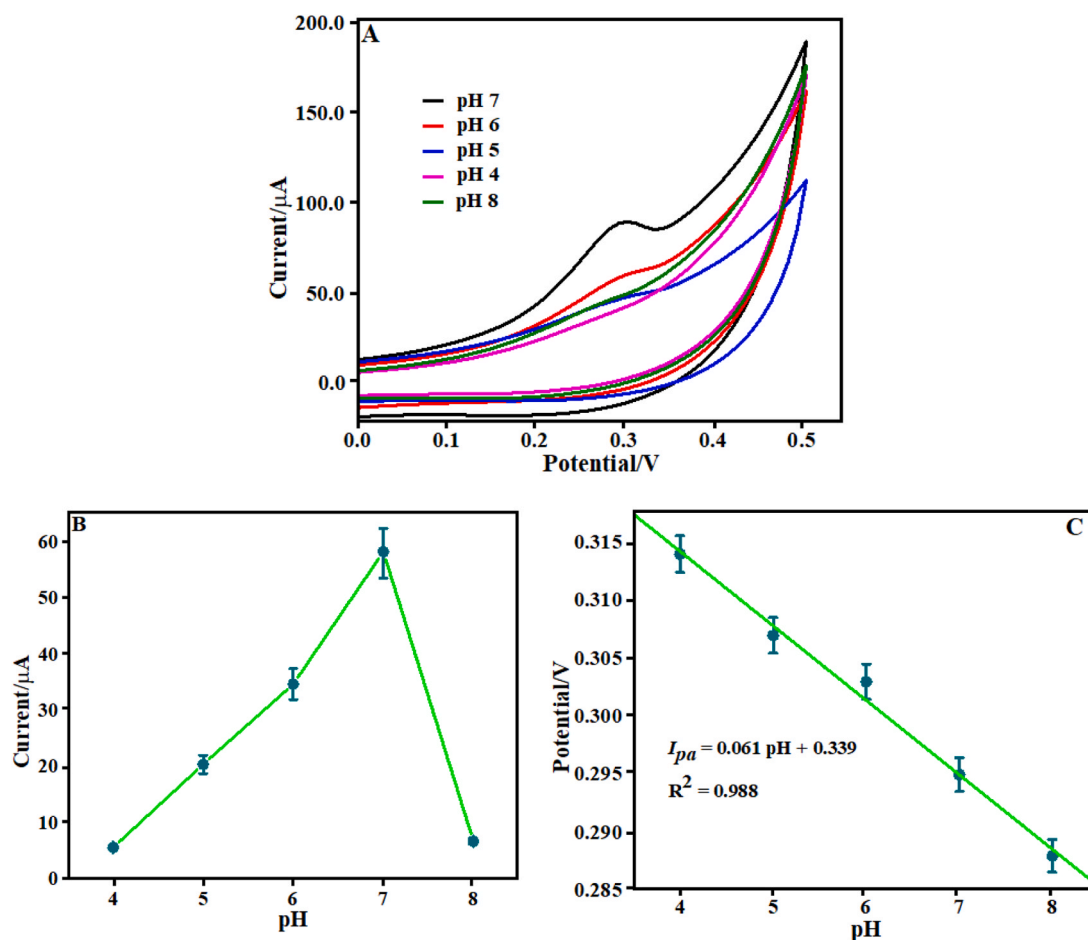 A
200.0
150.0
100.0
50.0
0.0
Current/μA
pH 7
pH 6
pH 5
pH 4
pH 8
0.0 0.1 0.2 0.3 0.4 0.5
Potential/V
B
60
50
40
30
20
10
0
Current/μA
4 5 6 7 8
pH
C
0.315
0.310
0.305
0.300
0.295
0.290
0.285
Potential/V
I_pa = 0.061 pH + 0.339
R² = 0.988
4 5 6 7 8
pH